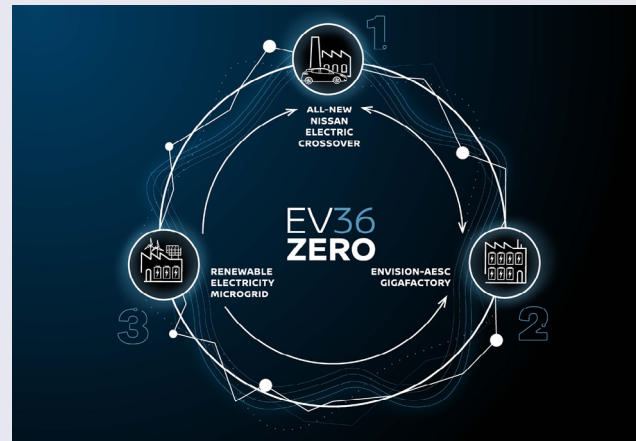 1
ALL-NEW
NISSAN
ELECTRIC
CROSSOVER
EV36
ZERO
RENEWABLE
ELECTRICITY
MICROGRID
ENVISION-AESC
GIGAFACTORY
3
2